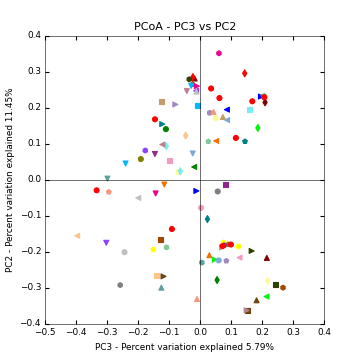 PCoA - PC3 vs PC2
PC2 - Percent variation explained 11.45%
0.4
0.3
0.2
0.1
0.0
−0.1
−0.2
−0.3
−0.4
−0.5 −0.4 −0.3 −0.2 −0.1 0.0 0.1 0.2 0.3 0.4
PC3 - Percent variation explained 5.79%